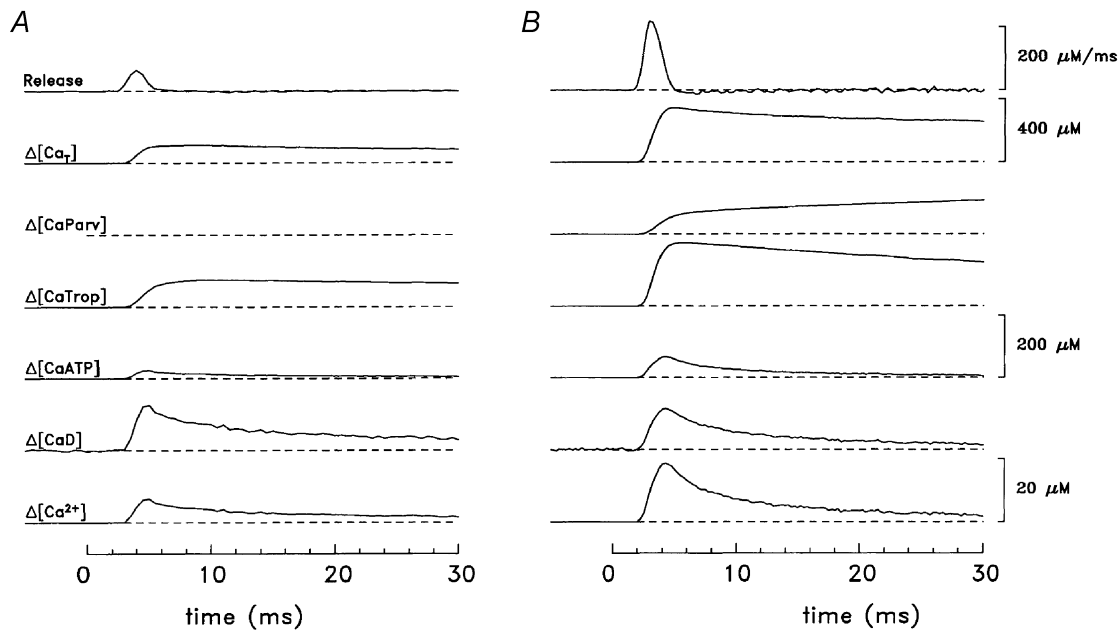 A
B
Release
200 μM/ms
Δ[Ca_T]
400 μM
Δ[CaParv]
Δ[CaTrop]
Δ[CaATP]
200 μM
Δ[CaD]
Δ[Ca²⁺]
20 μM
0 10 20 30
0 10 20 30
time (ms)
time (ms)